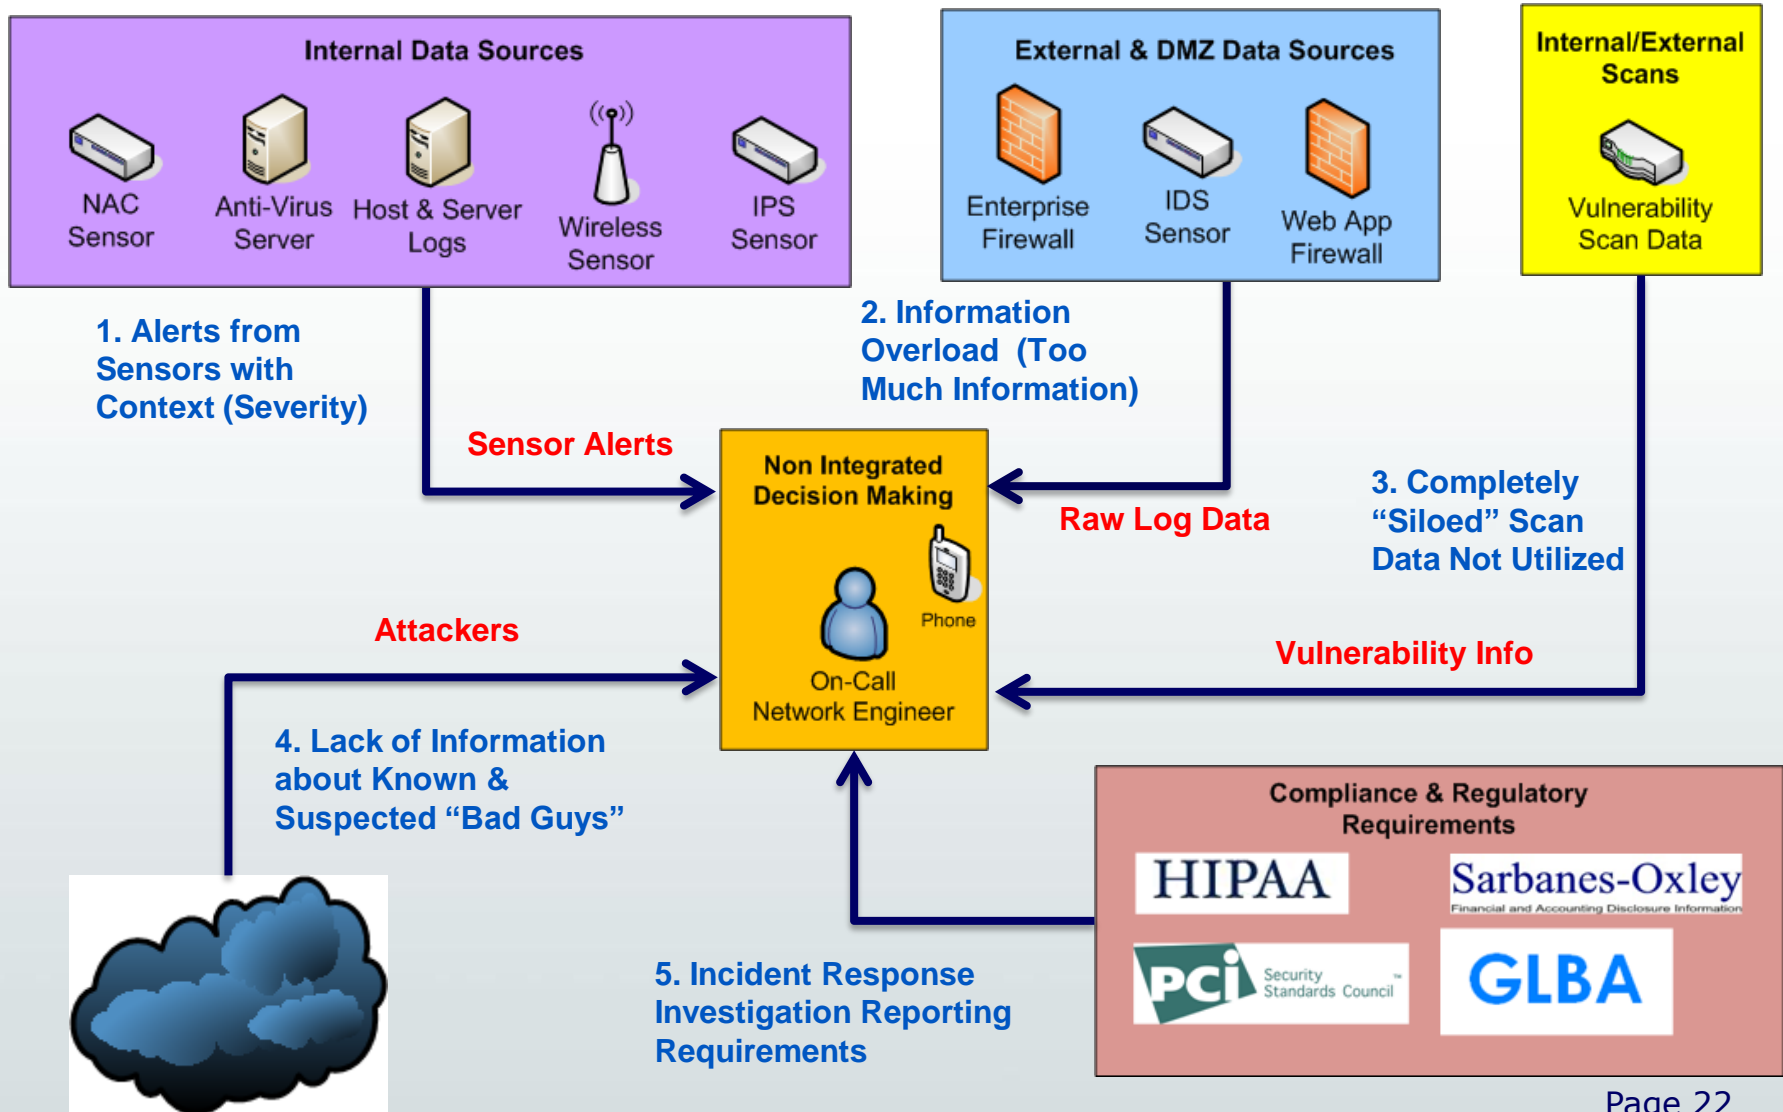 Internal Data Sources
NAC
Sensor
Anti-Virus
Server
Host & Server
Logs
Wireless
Sensor
IPS
Sensor
External & DMZ Data Sources
Enterprise
Firewall
IDS
Sensor
Web App
Firewall
Internal/External
Scans
Vulnerability
Scan Data
1. Alerts from
Sensors with
Context (Severity)
2. Information
Overload (Too
Much Information)
Sensor Alerts
Non Integrated
Decision Making
Phone
On-Call
Network Engineer
Raw Log Data
3. Completely
“Siloed” Scan
Data Not Utilized
Attackers
Vulnerability Info
4. Lack of Information
about Known &
Suspected “Bad Guys”
Compliance & Regulatory
Requirements
HIPAA
Sarbanes-Oxley
Financial and Accounting Disclosure Information
PCI Security
Standards Council ™
GLBA
5. Incident Response
Investigation Reporting
Requirements
Page 22